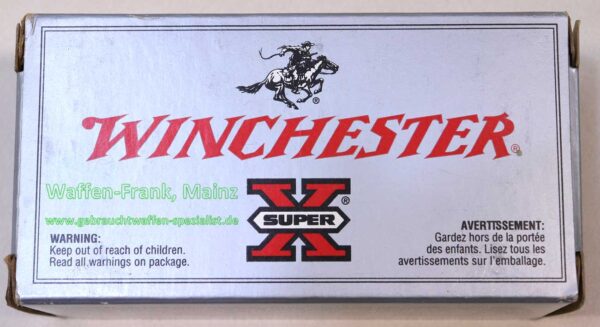 ®
WINCHESTER®
Waffen-Frank, Mainz
www.gebrauchtwaffen-spezialist.de
X SUPER ®
WARNING:
Keep out of reach of children.
Read all warnings on package.
AVERTISSEMENT:
Gardez hors de la portée
des enfants. Lisez tous les
avertissements sur l'emballage.